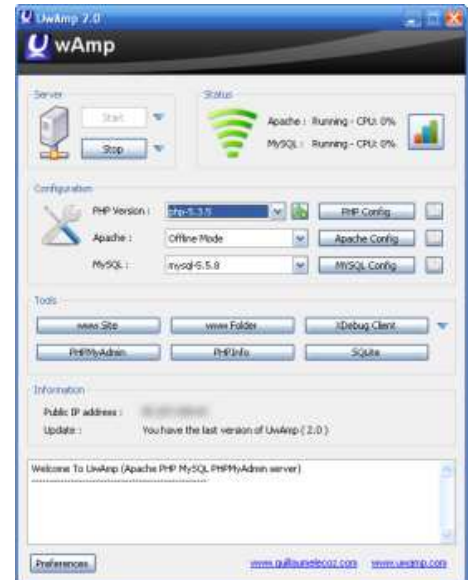 UwAmp 2.0
wAmp
Server
Start
Stop
Status
Apache : Running - CPU: 0%
MySQL : Running - CPU: 0%
Configuration
PHP Version : php-5.3.5 PHP Config
Apache : Offline Mode Apache Config
MySQL : mysql-5.5.8 MySQL Config
Tools
www Site www Folder XDebug Client
PHPMyAdmin PHPInfo SQLite
Information
Public IP address :
Update : You have the last version of UwAmp ( 2.0 )
Welcome To UwAmp (Apache PHP MySQL PHPMyAdmin server)
Preferences www.guillaumelecoz.com www.uwamp.com